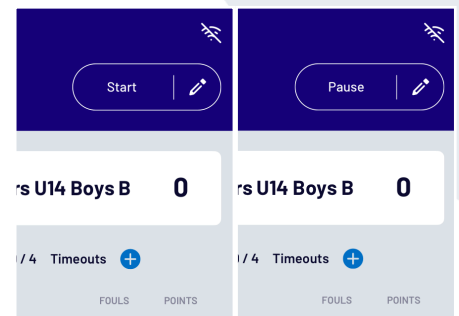 Start
rs U14 Boys B 0
/ 4 Timeouts
FOULS POINTS
Pause
rs U14 Boys B 0
/ 4 Timeouts
FOULS POINTS